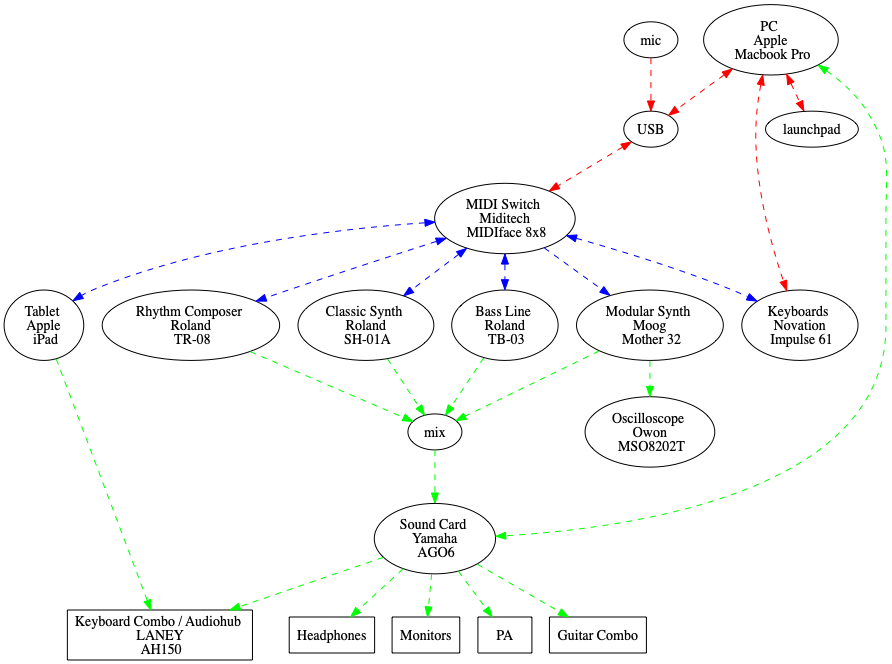 mic
PC
Apple
Macbook Pro
USB
launchpad
MIDI Switch
Miditech
MIDIface 8x8
Tablet
Apple
iPad
Rhythm Composer
Roland
TR-08
Classic Synth
Roland
SH-01A
Bass Line
Roland
TB-03
Modular Synth
Moog
Mother 32
Keyboards
Novation
Impulse 61
mix
Oscilloscope
Owon
MSO8202T
Sound Card
Yamaha
AGO6
Keyboard Combo / Audiohub
LANEY
AH150
Headphones
Monitors
PA
Guitar Combo